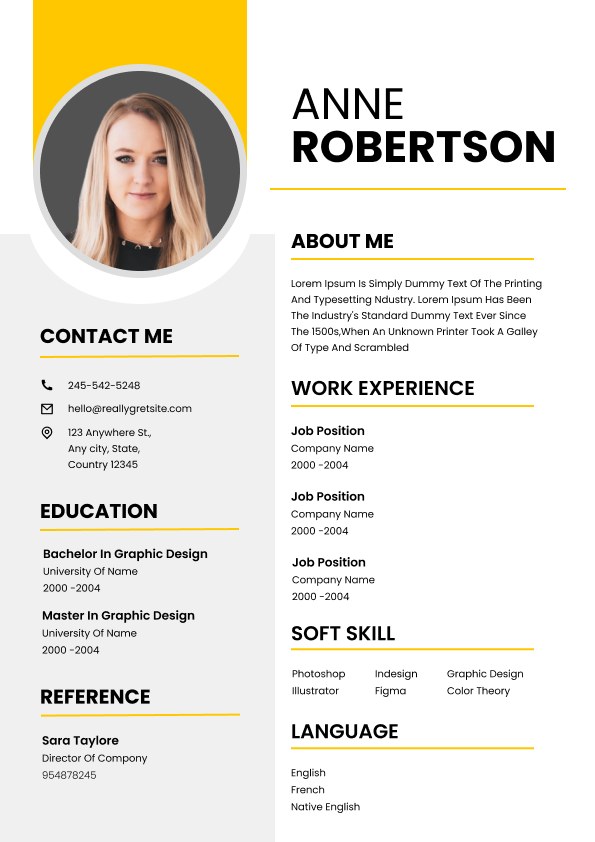 ANNE
ROBERTSON
CONTACT ME
245-542-5248
hello@reallygretsite.com
123 Anywhere St.,
Any city, State,
Country 12345
EDUCATION
Bachelor In Graphic Design
University Of Name
2000 -2004
Master In Graphic Design
University Of Name
2000 -2004
REFERENCE
Sara Taylore
Director Of Compony
954878245
ABOUT ME
Lorem Ipsum Is Simply Dummy Text Of The Printing
And Typesetting Ndustry. Lorem Ipsum Has Been
The Industry's Standard Dummy Text Ever Since
The 1500s,When An Unknown Printer Took A Galley
Of Type And Scrambled
WORK EXPERIENCE
Job Position
Company Name
2000 -2004
Job Position
Company Name
2000 -2004
Job Position
Company Name
2000 -2004
SOFT SKILL
Photoshop Indesign Graphic Design
Illustrator Figma Color Theory
LANGUAGE
English
French
Native English